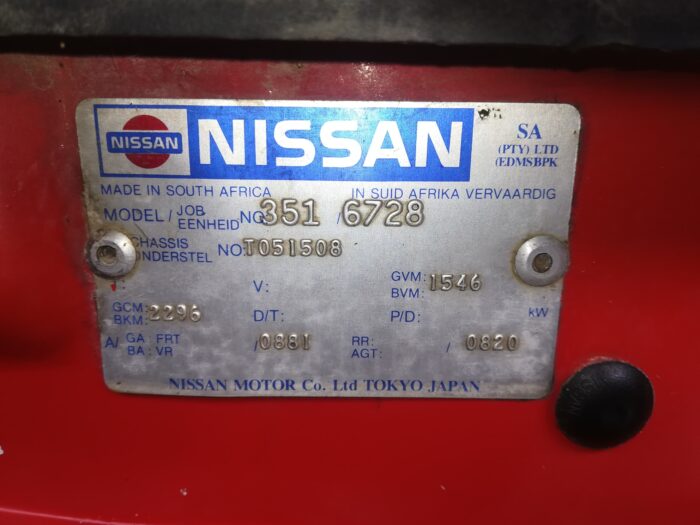 NISSAN
NISSAN
SA
(PTY) LTD
(EDMSBPK
MADE IN SOUTH AFRICA IN SUID AFRIKA VERVAARDIG
MODEL/ JOB EENHEID NO 351 / 6728
CHASSIS ONDERSTEL NO T051508
V: GVM: BVM: 1546
GCM: BKM: 2296 D/T: P/D: kW
A/ GA: BA: FRT VR /0881 RR: AGT: / 0820
NISSAN MOTOR Co. Ltd TOKYO JAPAN